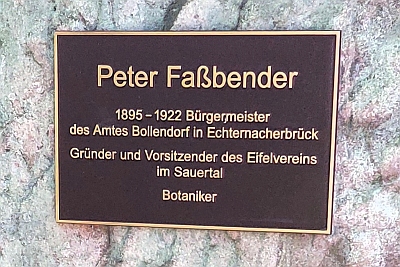 Peter Faßbender
1895 – 1922 Bürgermeister
des Amtes Bollendorf in Echternacherbrück
Gründer und Vorsitzender des Eifelvereins
im Sauertal
Botaniker